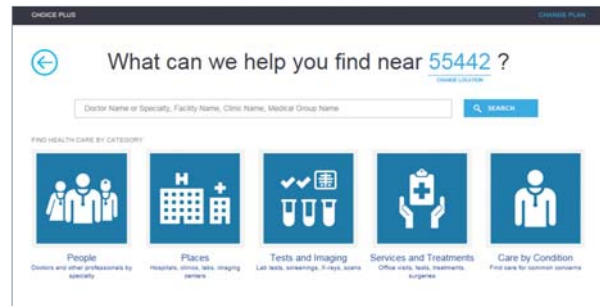 CHOICE PLUS
CHANGE PLAN
What can we help you find near 55442 ?
CHANGE LOCATION
Doctor Name or Specialty, Facility Name, Clinic Name, Medical Group Name
SEARCH
FIND HEALTH CARE BY CATEGORY
H
People
Doctors and other professionals by
specialty
Places
Hospitals, clinics, labs, imaging
centers
Tests and Imaging
Lab tests, screenings, X-rays, scans
Services and Treatments
Office visits, tests, treatments,
surgeries
Care by Condition
Find care for common concerns